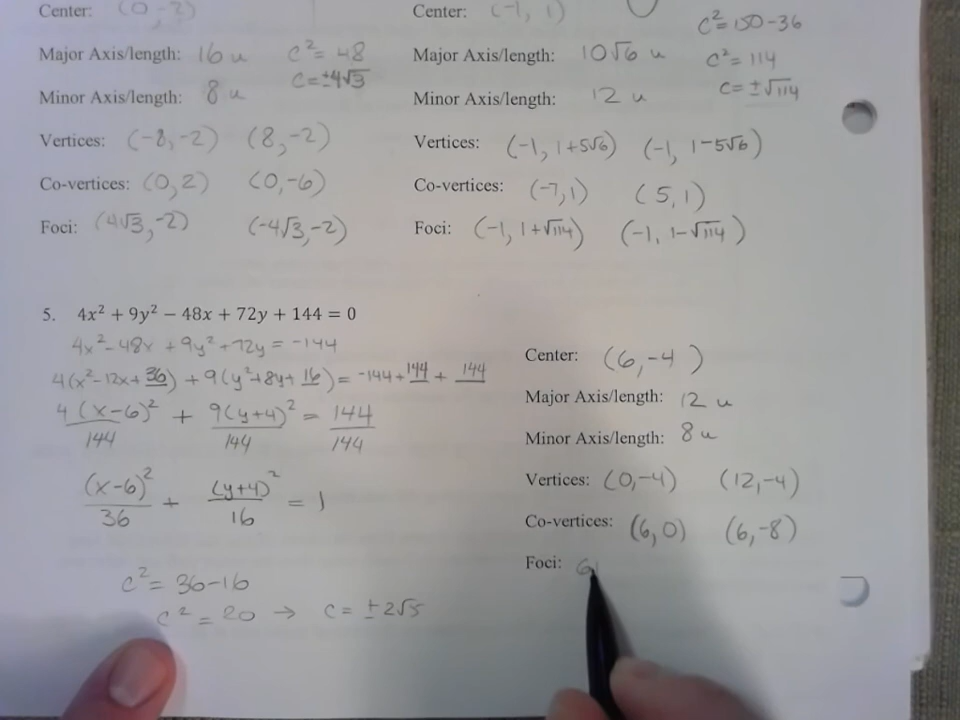 Center: (0,-2)
Major Axis/length: 16 u c² = 48
c = ±4√3
Minor Axis/length: 8 u
Vertices: (-8,-2) (8,-2)
Co-vertices: (0,2) (0,-6)
Foci: (4√3,-2) (-4√3,-2)
Center: (-1, 1)
c² = 150-36
Major Axis/length: 10√6 u c² = 114
c = ±√114
Minor Axis/length: 12 u
Vertices: (-1, 1+5√6) (-1, 1-5√6)
Co-vertices: (-7,1) (5,1)
Foci: (-1, 1+√114) (-1, 1-√114)
5. 4x² + 9y² − 48x + 72y + 144 = 0
4x²-48x +9y²+72y = -144
4(x²-12x+36) + 9(y²+8y+16) = -144+144 + 144
4(x-6)²/144 + 9(y+4)²/144 = 144/144
(x-6)²/36 + (y+4)²/16 = 1
c² = 36-16
c² = 20 → c = ±2√5
Center: (6,-4)
Major Axis/length: 12 u
Minor Axis/length: 8 u
Vertices: (0,-4) (12,-4)
Co-vertices: (6,0) (6,-8)
Foci: 6